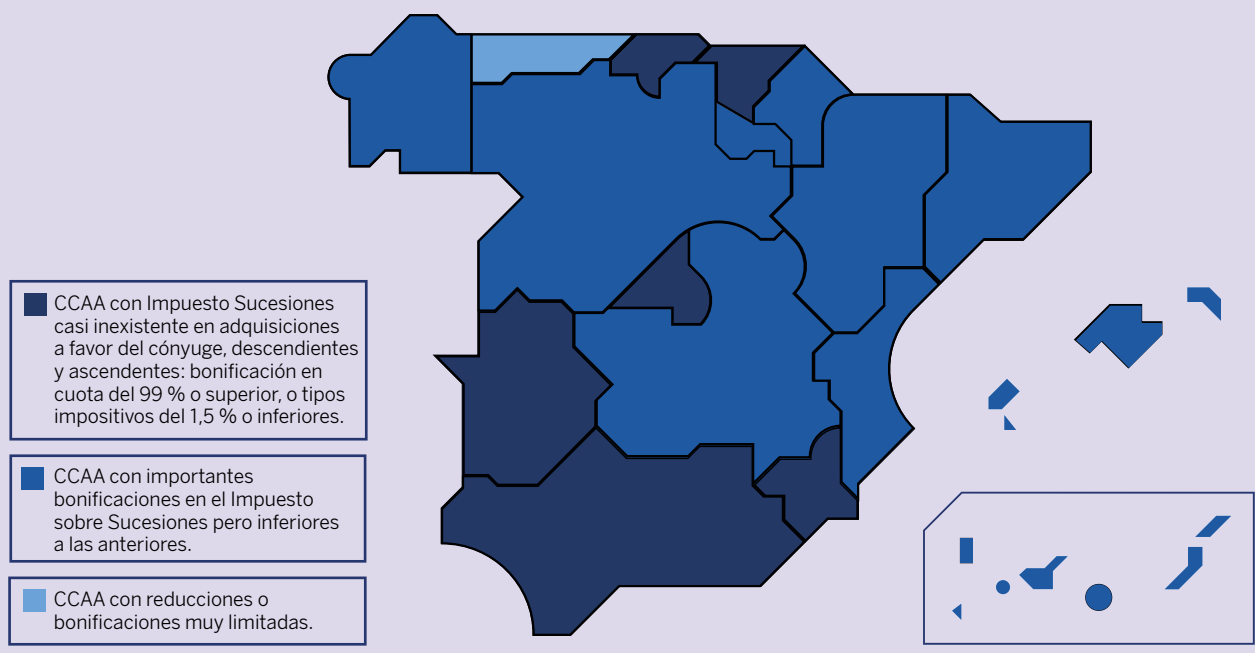 CCAA con Impuesto Sucesiones
casi inexistente en adquisiciones
a favor del cónyuge, descendientes
y ascendentes: bonificación en
cuota del 99 % o superior, o tipos
impositivos del 1,5 % o inferiores.
CCAA con importantes
bonificaciones en el Impuesto
sobre Sucesiones pero inferiores
a las anteriores.
CCAA con reducciones o
bonificaciones muy limitadas.